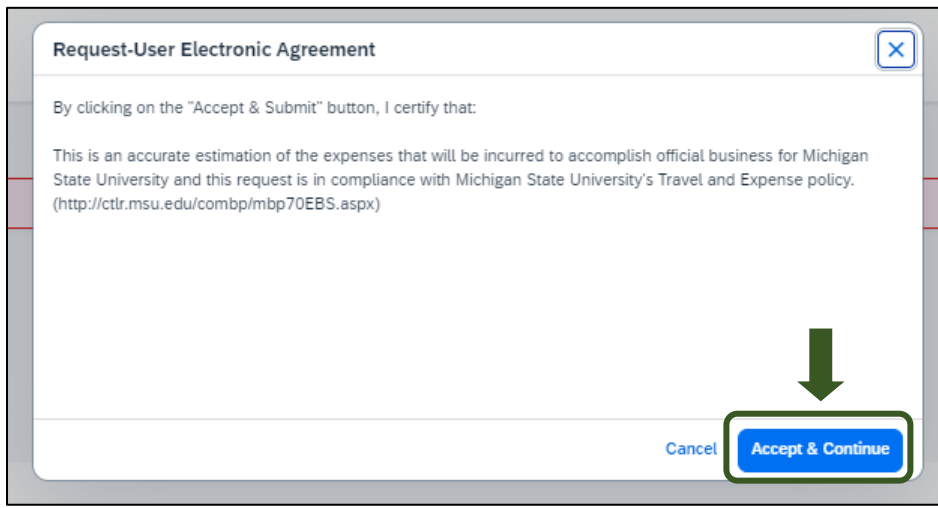 Request-User Electronic Agreement
By clicking on the "Accept & Submit" button, I certify that:
This is an accurate estimation of the expenses that will be incurred to accomplish official business for Michigan
State University and this request is in compliance with Michigan State University's Travel and Expense policy.
(http://ctlr.msu.edu/combp/mbp70EBS.aspx)
Cancel
Accept & Continue